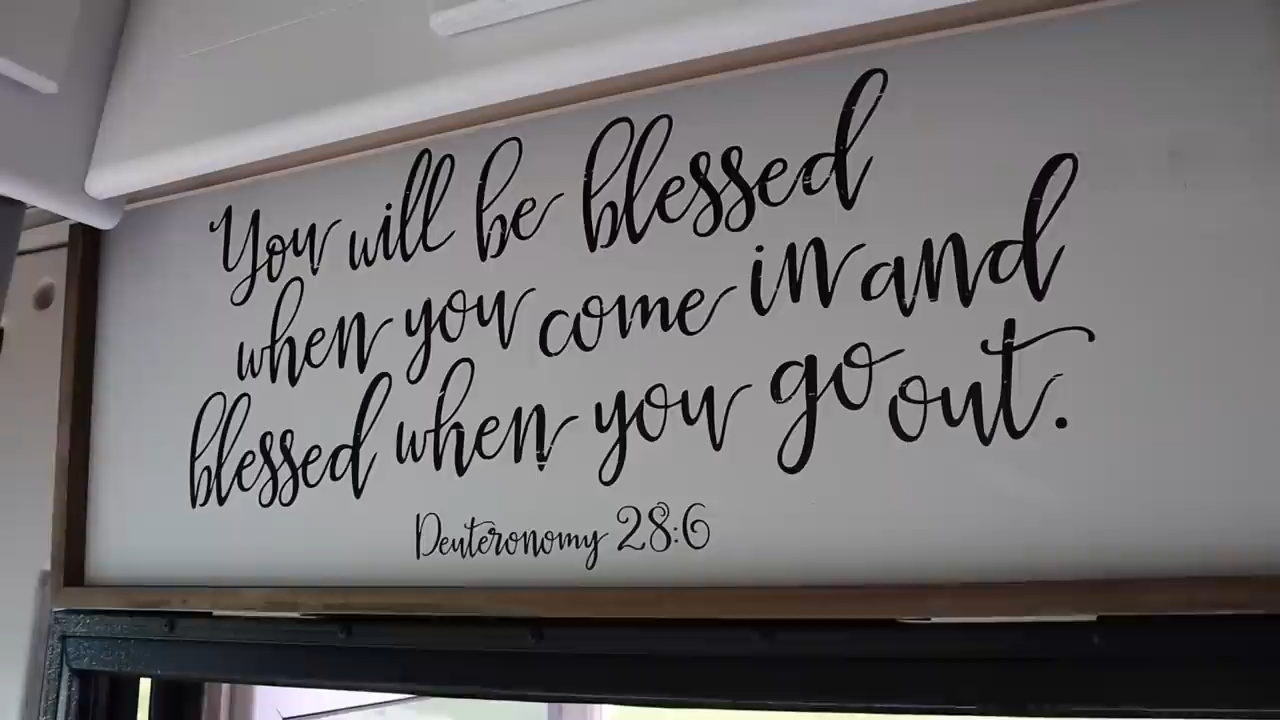 You will be blessed
when you come in and
blessed when you go out.
Deuteronomy 28:6